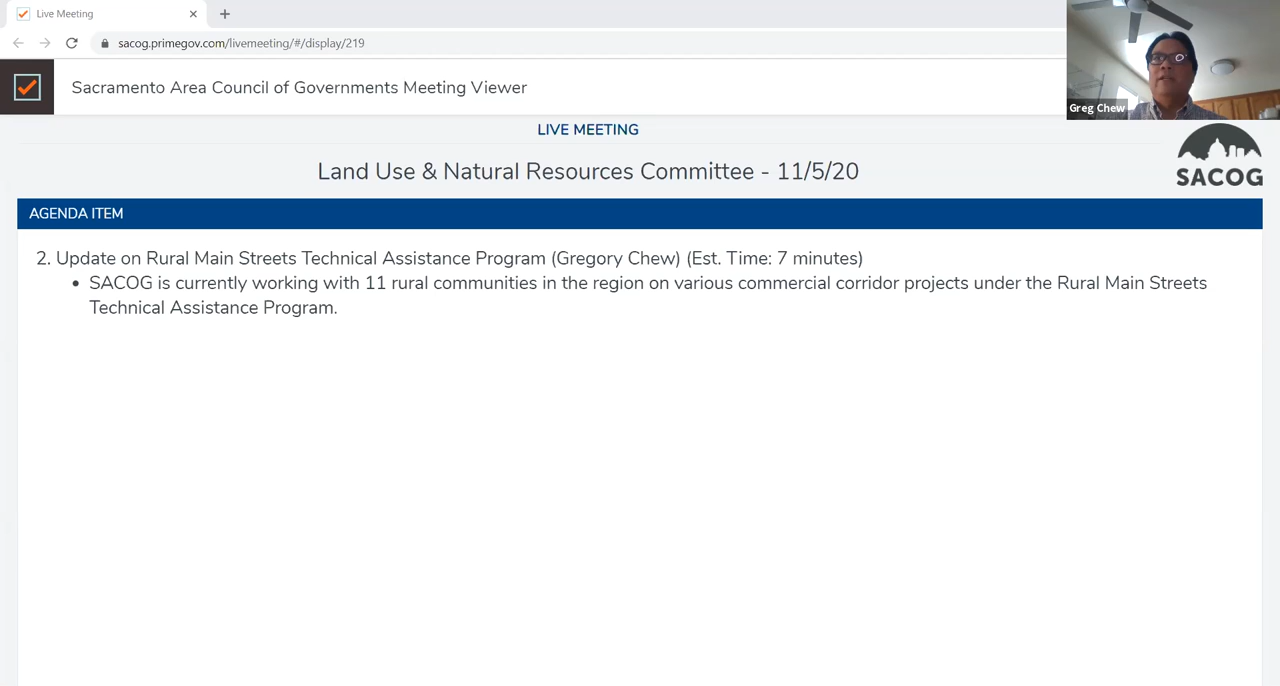 Live Meeting
sacog.primegov.com/livemeeting/#/display/219
Sacramento Area Council of Governments Meeting Viewer
Greg Chew
LIVE MEETING
Land Use & Natural Resources Committee - 11/5/20
SACOG
AGENDA ITEM
2. Update on Rural Main Streets Technical Assistance Program (Gregory Chew) (Est. Time: 7 minutes)
• SACOG is currently working with 11 rural communities in the region on various commercial corridor projects under the Rural Main Streets
Technical Assistance Program.